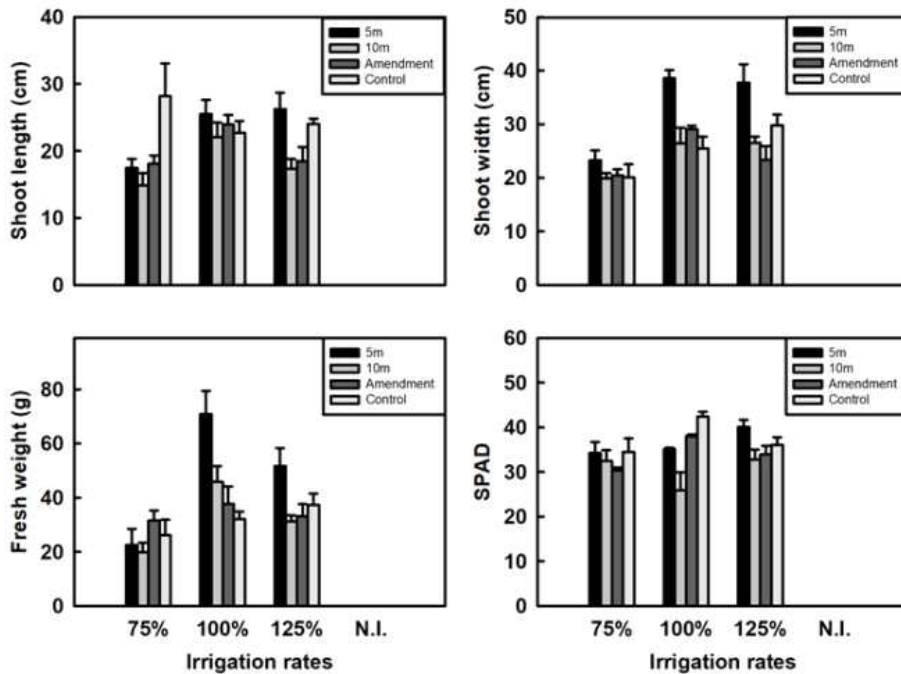 Shoot length (cm)
40
30
20
10
0
5m
10m
Amendment
Control
Shoot width (cm)
50
40
30
20
10
0
5m
10m
Amendment
Control
Fresh weight (g)
80
60
40
20
0
5m
10m
Amendment
Control
75% 100% 125% N.I.
Irrigation rates
SPAD
60
50
40
30
20
10
0
5m
10m
Amendment
Control
75% 100% 125% N.I.
Irrigation rates